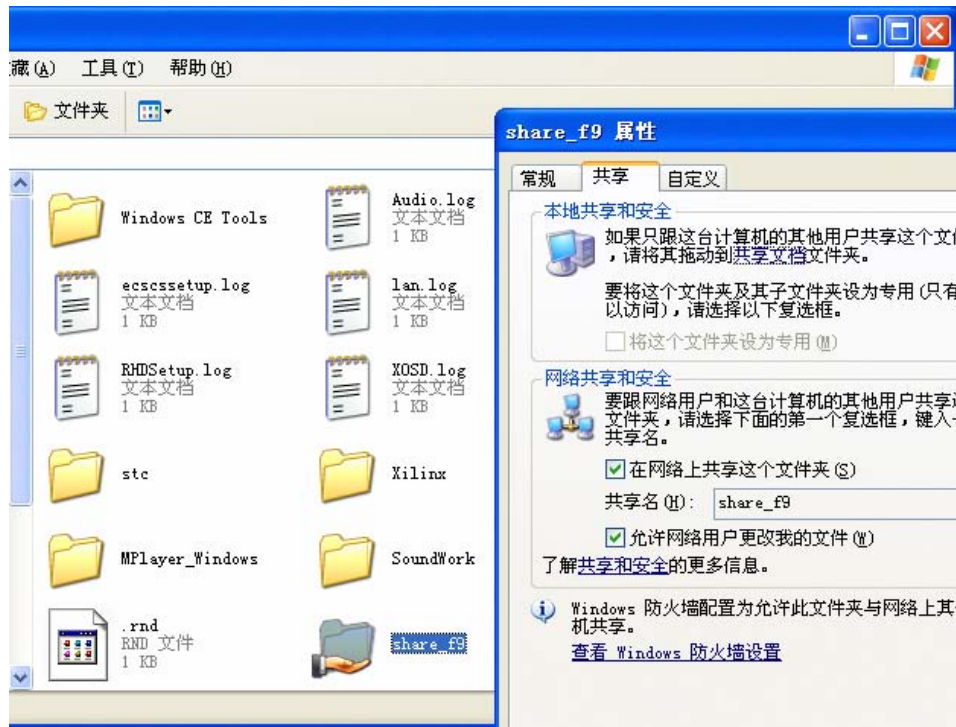 藏(A) 工具(T) 帮助(H)
文件夹
Windows CE Tools
Audio.log
文本文档
1 KB
ecscssetup.log
文本文档
1 KB
lan.log
文本文档
1 KB
RHDSetup.log
文本文档
1 KB
XOSD.log
文本文档
1 KB
stc
Xilinx
MPlayer_Windows
SoundWork
.rnd
RND 文件
1 KB
share_f9
share_f9 属性
常规 共享 自定义
本地共享和安全
如果只跟这台计算机的其他用户共享这个文
，请将其拖动到共享文档文件夹。
要将这个文件夹及其子文件夹设为专用(只有
以访问)，请选择以下复选框。
将这个文件夹设为专用(M)
网络共享和安全
要跟网络用户和这台计算机的其他用户共享
文件夹，请选择下面的第一个复选框，键入
共享名。
在网络上共享这个文件夹(S)
共享名(H): share_f9
允许网络用户更改我的文件(W)
了解共享和安全的更多信息。
Windows 防火墙配置为允许此文件夹与网络上其
机共享。
查看 Windows 防火墙设置